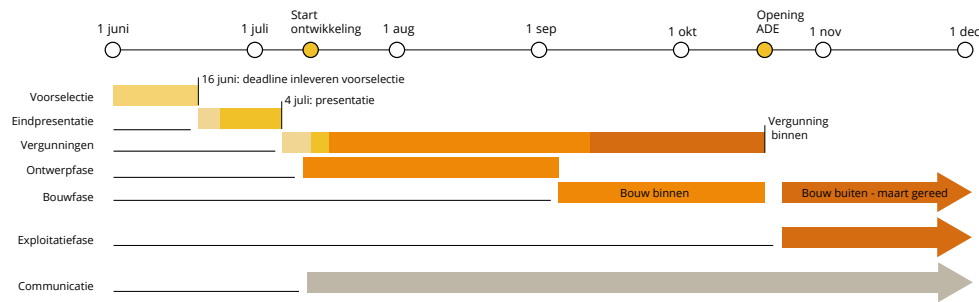 1 juni
1 juli
Start
ontwikkeling
1 aug
1 sep
1 okt
Opening
ADE
1 nov
1 dec
16 juni: deadline inleveren voorselectie
Voorselectie
4 juli: presentatie
Eindpresentatie
Vergunning
binnen
Vergunningen
Ontwerpfase
Bouwfase
Bouw binnen
Bouw buiten - maart gereed
Exploitatiefase
Communicatie